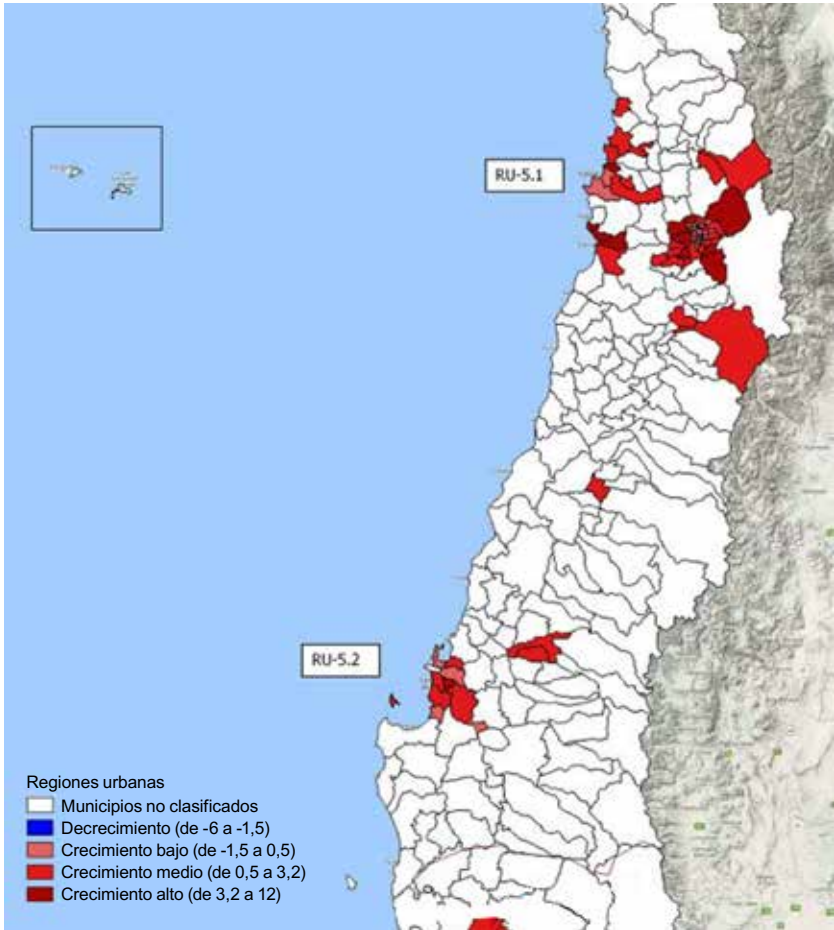 RU-5.1
RU-5.2
Regiones urbanas
Municipios no clasificados
Decrecimiento (de -6 a -1,5)
Crecimiento bajo (de -1,5 a 0,5)
Crecimiento medio (de 0,5 a 3,2)
Crecimiento alto (de 3,2 a 12)